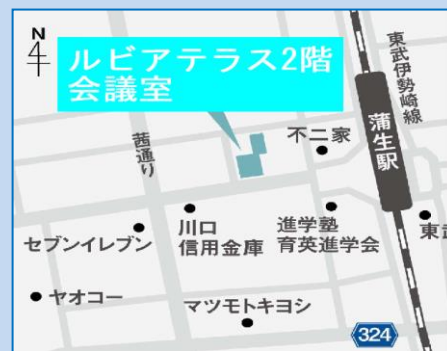 N
ルビアテラス2階
会議室
東武伊勢崎線
茜通り
不二家
蒲生駅
セブンイレブン
川口
信用金庫
進学塾
育英進学会
東武
ヤオコー
マツモトキヨシ
324